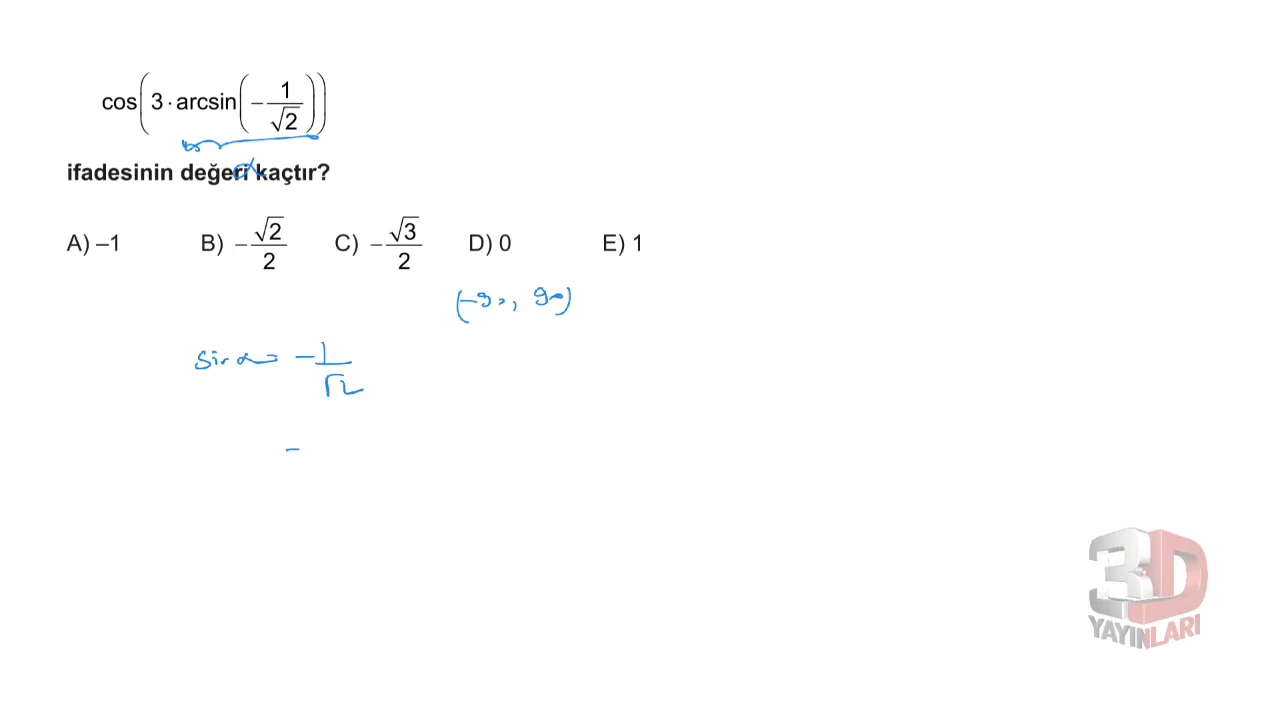 cos(3·arcsin(−1/√2))
α
ifadesinin değeri kaçtır?
A) –1 B) −√2/2 C) −√3/2 D) 0 E) 1
(-90, 90)
Sin α = -1/√2
-
3D
YAYINLARI